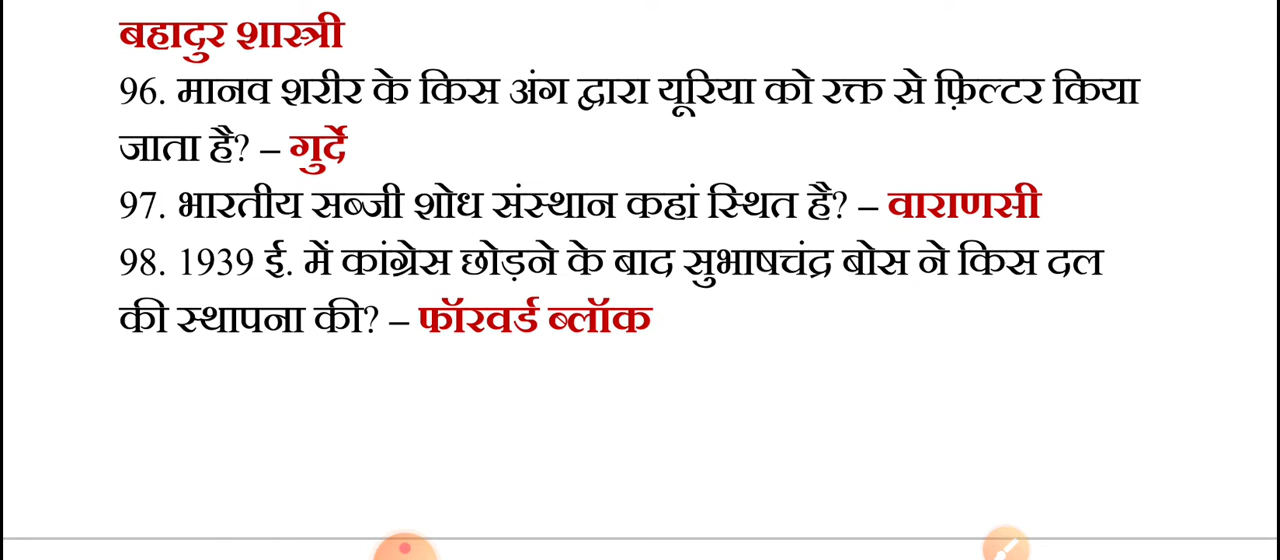 बहादुर शास्त्री
96. मानव शरीर के किस अंग द्वारा यूरिया को रक्त से फ़िल्टर किया
जाता है? – गुर्दे
97. भारतीय सब्जी शोध संस्थान कहां स्थित है? – वाराणसी
98. 1939 ई. में कांग्रेस छोड़ने के बाद सुभाषचंद्र बोस ने किस दल
की स्थापना की? – फॉरवर्ड ब्लॉक